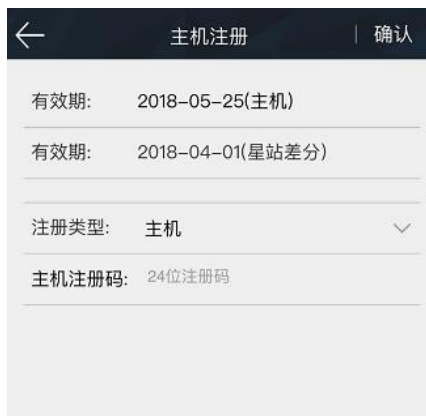 主机注册 确认
有效期: 2018-05-25(主机)
有效期: 2018-04-01(星站差分)
注册类型: 主机
主机注册码: 24位注册码